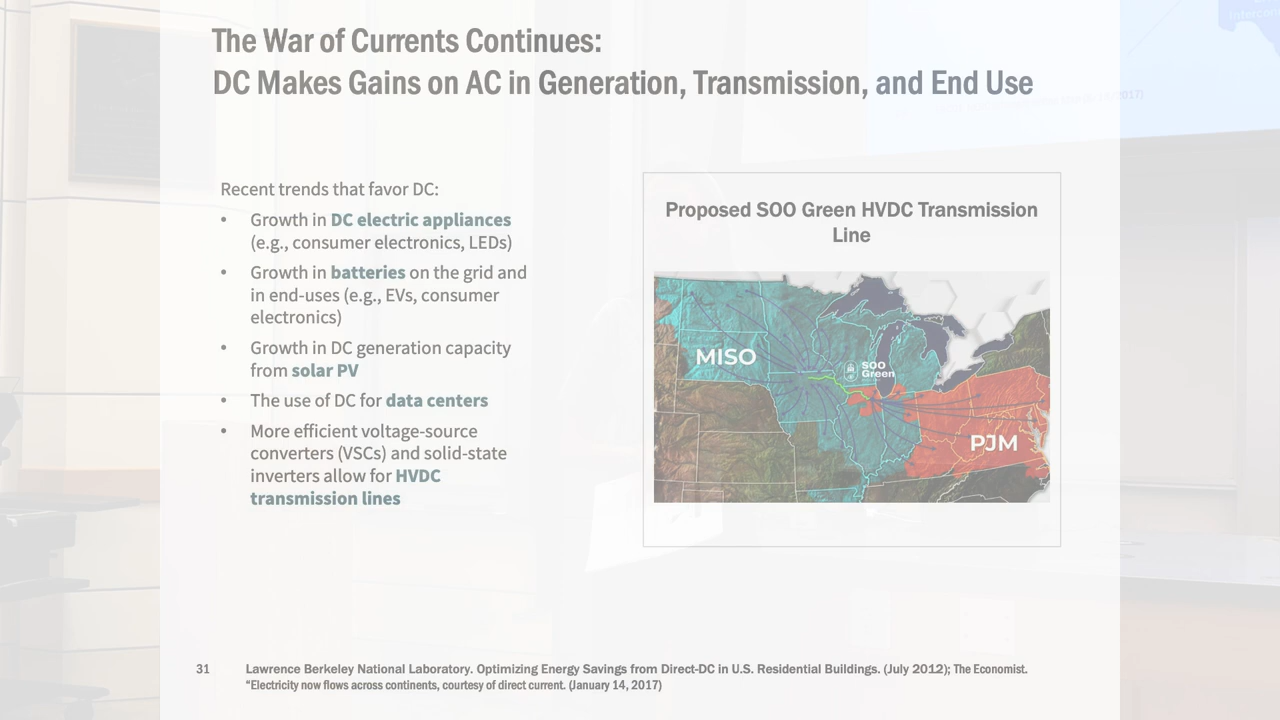 The War of Currents Continues:
DC Makes Gains on AC in Generation, Transmission, and End Use
Recent trends that favor DC:
• Growth in DC electric appliances
(e.g., consumer electronics, LEDs)
• Growth in batteries on the grid and
in end-uses (e.g., EVs, consumer
electronics)
• Growth in DC generation capacity
from solar PV
• The use of DC for data centers
• More efficient voltage-source
converters (VSCs) and solid-state
inverters allow for HVDC
transmission lines
Proposed SOO Green HVDC Transmission
Line
MISO
SOO
Green
PJM
31 Lawrence Berkeley National Laboratory. Optimizing Energy Savings from Direct-DC in U.S. Residential Buildings. (July 2012); The Economist.
“Electricity now flows across continents, courtesy of direct current. (January 14, 2017)